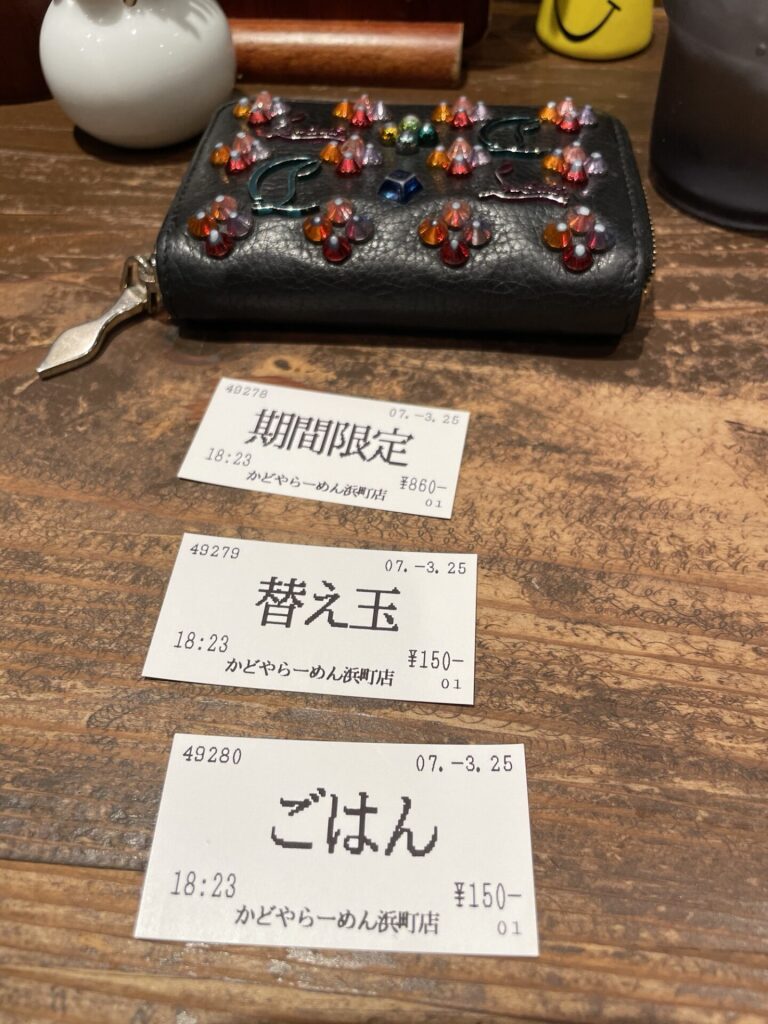 49278 07.-3.25
期間限定
18:23 ¥860-
かどやらーめん浜町店 01
49279 07.-3.25
替え玉
18:23 ¥150-
かどやらーめん浜町店 01
49280 07.-3.25
ごはん
18:23 ¥150-
かどやらーめん浜町店 01